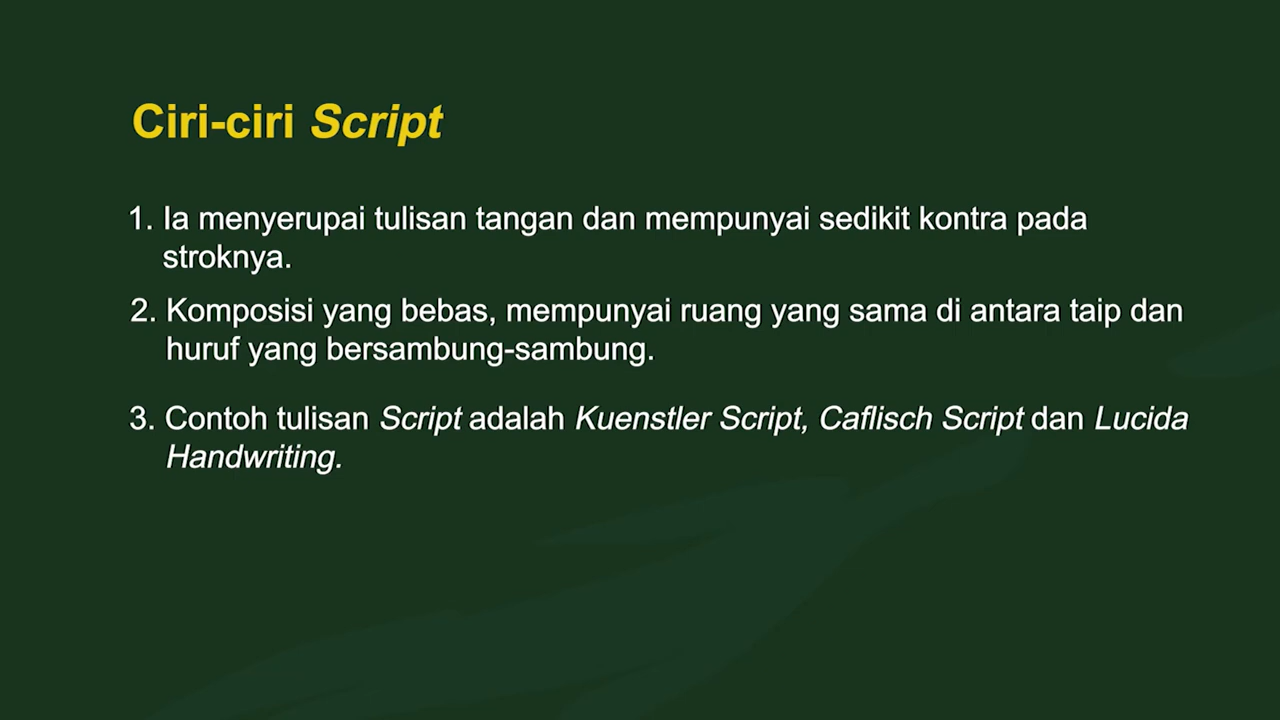 Ciri-ciri Script
1. Ia menyerupai tulisan tangan dan mempunyai sedikit kontra pada
stroknya.
2. Komposisi yang bebas, mempunyai ruang yang sama di antara taip dan
huruf yang bersambung-sambung.
3. Contoh tulisan Script adalah Kuenstler Script, Caflisch Script dan Lucida
Handwriting.